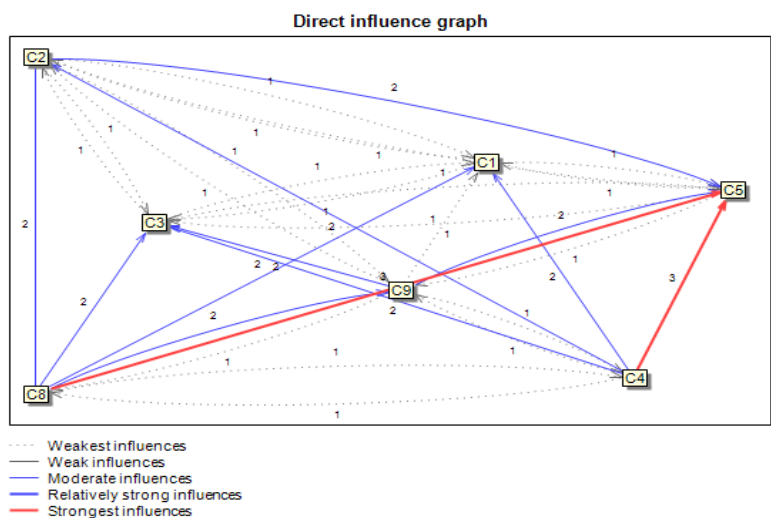 Direct influence graph
C2
1
2
1
1
1
1
1
C1
1
1
1
1
C5
2
C3
1
2
1
1
2
2
2
3
1
C9
2
2
2
3
2
1
1
1
1
C4
C8
1
Weakest influences
Weak influences
Moderate influences
Relatively strong influences
Strongest influences